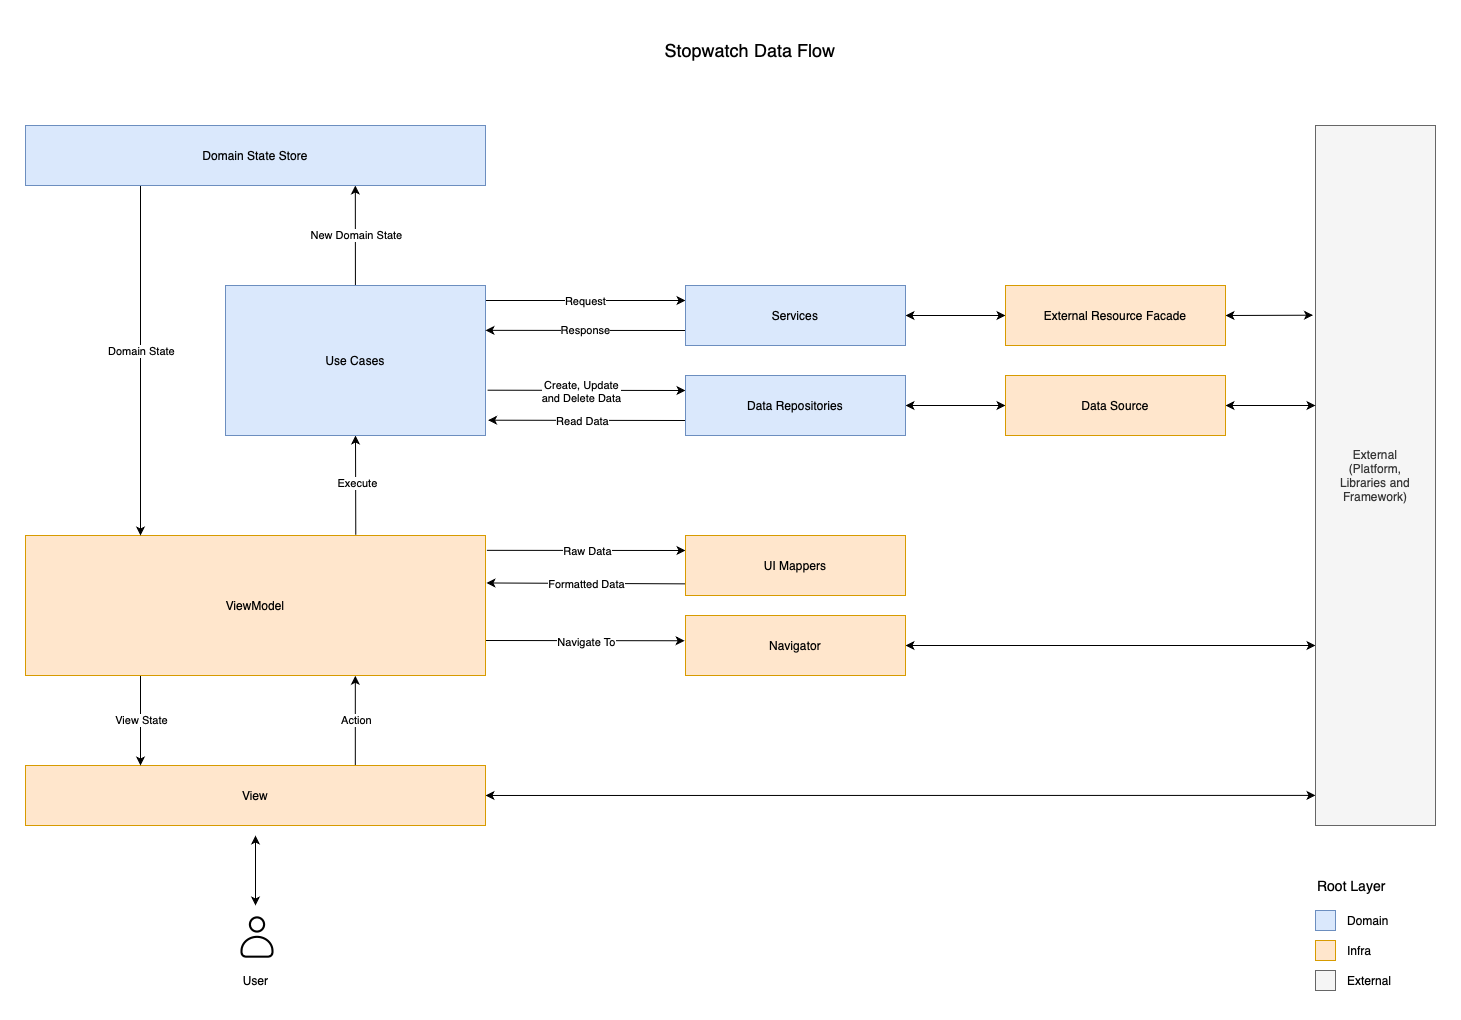 Stopwatch Data Flow
Domain State Store
New Domain State
Domain State
Use Cases
Request
Response
Create, Update
and Delete Data
Read Data
Services
External Resource Facade
Data Repositories
Data Source
External
(Platform,
Libraries and
Framework)
Execute
ViewModel
Raw Data
Formatted Data
UI Mappers
Navigate To
Navigator
View State
Action
View
User
Root Layer
Domain
Infra
External